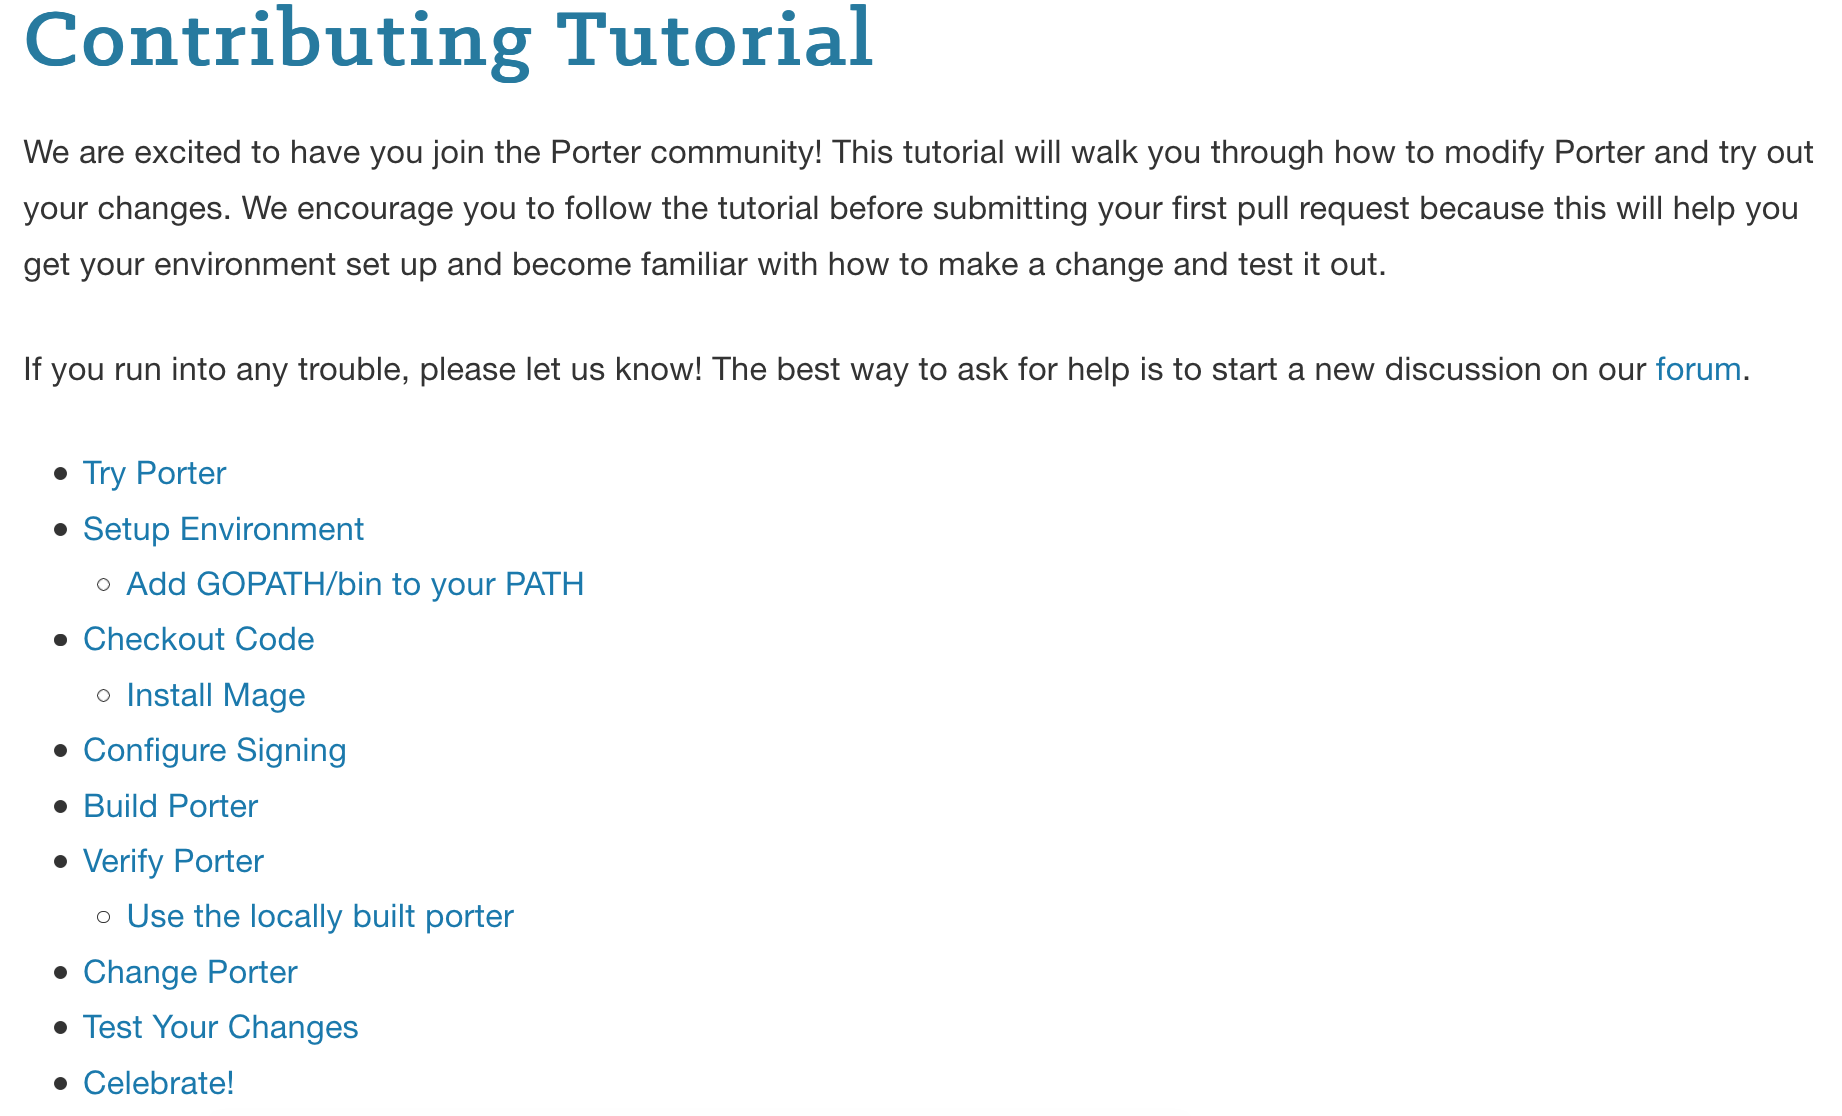 Contributing Tutorial
We are excited to have you join the Porter community! This tutorial will walk you through how to modify Porter and try out
your changes. We encourage you to follow the tutorial before submitting your first pull request because this will help you
get your environment set up and become familiar with how to make a change and test it out.
If you run into any trouble, please let us know! The best way to ask for help is to start a new discussion on our forum.
Try Porter
Setup Environment
Add GOPATH/bin to your PATH
Checkout Code
Install Mage
Configure Signing
Build Porter
Verify Porter
Use the locally built porter
Change Porter
Test Your Changes
Celebrate!